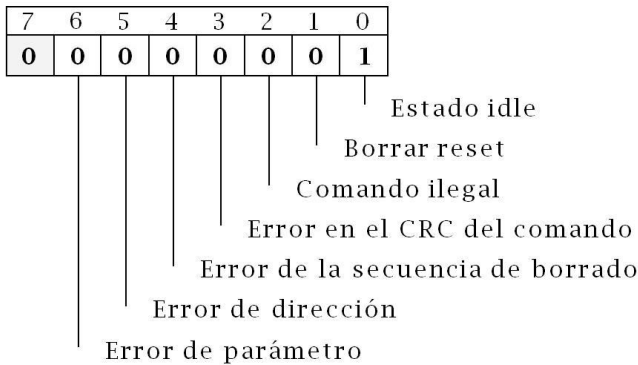 7 6 5 4 3 2 1 0
0 0 0 0 0 0 0 1
Estado idle
Borrar reset
Comando ilegal
Error en el CRC del comando
Error de la secuencia de borrado
Error de dirección
Error de parámetro